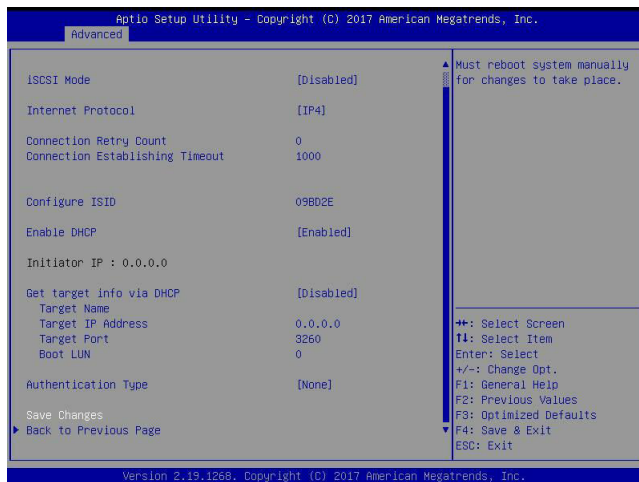 Aptio Setup Utility – Copyright (C) 2017 American Megatrends, Inc.
Advanced
iSCSI Mode [Disabled]
Internet Protocol [IP4]
Connection Retry Count 0
Connection Establishing Timeout 1000
Configure ISID 09BD2E
Enable DHCP [Enabled]
Initiator IP : 0.0.0.0
Get target info via DHCP [Disabled]
Target Name
Target IP Address 0.0.0.0
Target Port 3260
Boot LUN 0
Authentication Type [None]
Save Changes
Back to Previous Page
Must reboot system manually
for changes to take place.
→←: Select Screen
↑↓: Select Item
Enter: Select
+/-: Change Opt.
F1: General Help
F2: Previous Values
F3: Optimized Defaults
F4: Save & Exit
ESC: Exit
Version 2.19.1268. Copyright (C) 2017 American Megatrends, Inc.